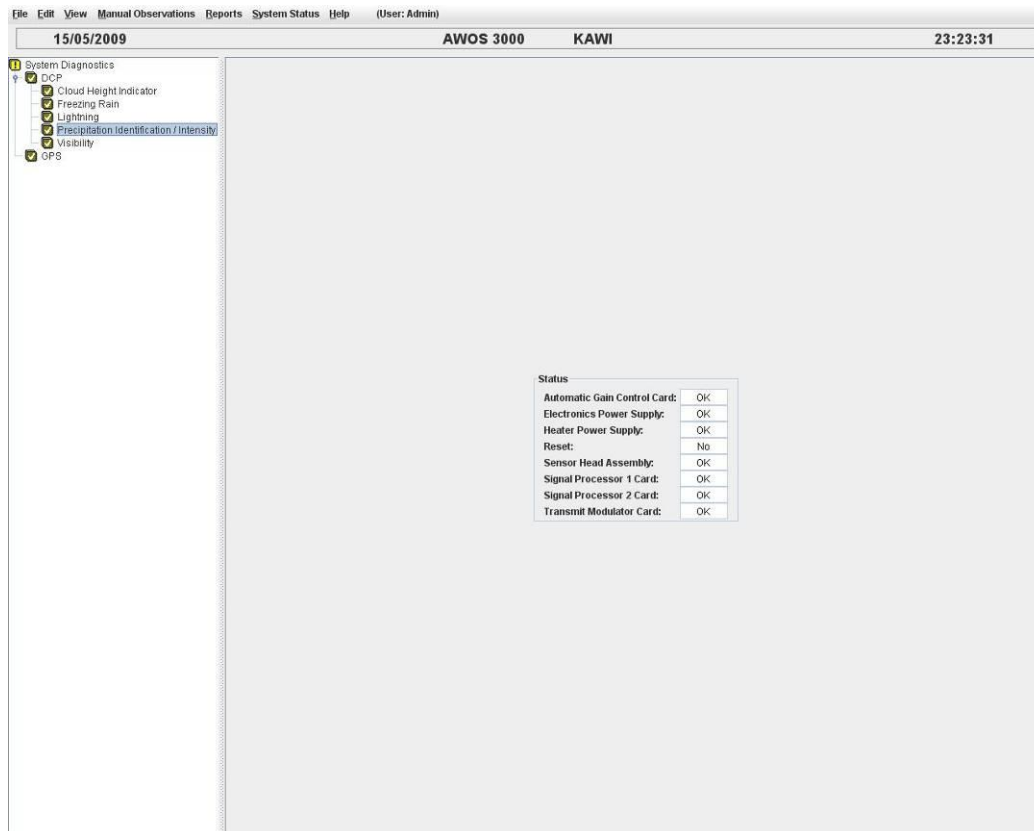 File Edit View Manual Observations Reports System Status Help (User: Admin)
15/05/2009 AWOS 3000 KAWI 23:23:31
System Diagnostics
DCP
Cloud Height Indicator
Freezing Rain
Lightning
Precipitation Identification / Intensity
Visibility
GPS
Status
Automatic Gain Control Card: OK
Electronics Power Supply: OK
Heater Power Supply: OK
Reset: No
Sensor Head Assembly: OK
Signal Processor 1 Card: OK
Signal Processor 2 Card: OK
Transmit Modulator Card: OK